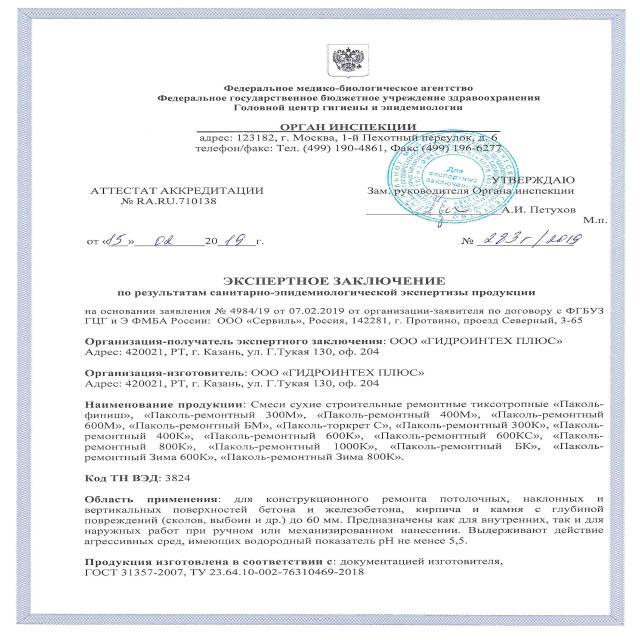 Федеральное медико-биологическое агентство
Федеральное государственное бюджетное учреждение здравоохранения
Головной центр гигиены и эпидемиологии
ОРГАН ИНСПЕКЦИИ
адрес: 123182, г. Москва, 1-й Пехотный переулок, д. 6
телефон/факс: Тел. (499) 190-4861, Факс (499) 196-6277
Для экспертных заключений
УТВЕРЖДАЮ
АТТЕСТАТ АККРЕДИТАЦИИ Зам. руководителя Органа инспекции
№ RA.RU.710138
А.И. Петухов
М.п.
от «15» 02 2019г. № 223г/2019
ЭКСПЕРТНОЕ ЗАКЛЮЧЕНИЕ
по результатам санитарно-эпидемиологической экспертизы продукции
на основании заявления № 4984/19 от 07.02.2019 от организации-заявителя по договору с ФГБУЗ
ГЦГ и Э ФМБА России: ООО «Сервиль», Россия, 142281, г. Протвино, проезд Северный, 3-65
Организация-получатель экспертного заключения: ООО «ГИДРОИНТЕХ ПЛЮС»
Адрес: 420021, РТ, г. Казань, ул. Г.Тукая 130, оф. 204
Организация-изготовитель: ООО «ГИДРОИНТЕХ ПЛЮС»
Адрес: 420021, РТ, г. Казань, ул. Г.Тукая 130, оф. 204
Наименование продукции: Смеси сухие строительные ремонтные тиксотропные «Паколь-
финиш», «Паколь-ремонтный 300М», «Паколь-ремонтный 400М», «Паколь-ремонтный
600М», «Паколь-ремонтный БМ», «Паколь-торкрет С», «Паколь-ремонтный 300К», «Паколь-
ремонтный 400К», «Паколь-ремонтный 600К», «Паколь-ремонтный 600КС», «Паколь-
ремонтный 800К», «Паколь-ремонтный 1000К», «Паколь-ремонтный БК», «Паколь-
ремонтный Зима 600К», «Паколь-ремонтный Зима 800К».
Код ТН ВЭД: 3824
Область применения: для конструкционного ремонта потолочных, наклонных и
вертикальных поверхностей бетона и железобетона, кирпича и камня с глубиной
повреждений (сколов, выбоин и др.) до 60 мм. Предназначены как для внутренних, так и для
наружных работ при ручном или механизированном нанесении. Выдерживают действие
агрессивных сред, имеющих водородный показатель pH не менее 5,5.
Продукция изготовлена в соответствии с: документацией изготовителя,
ГОСТ 31357-2007, ТУ 23.64.10-002-76310469-2018